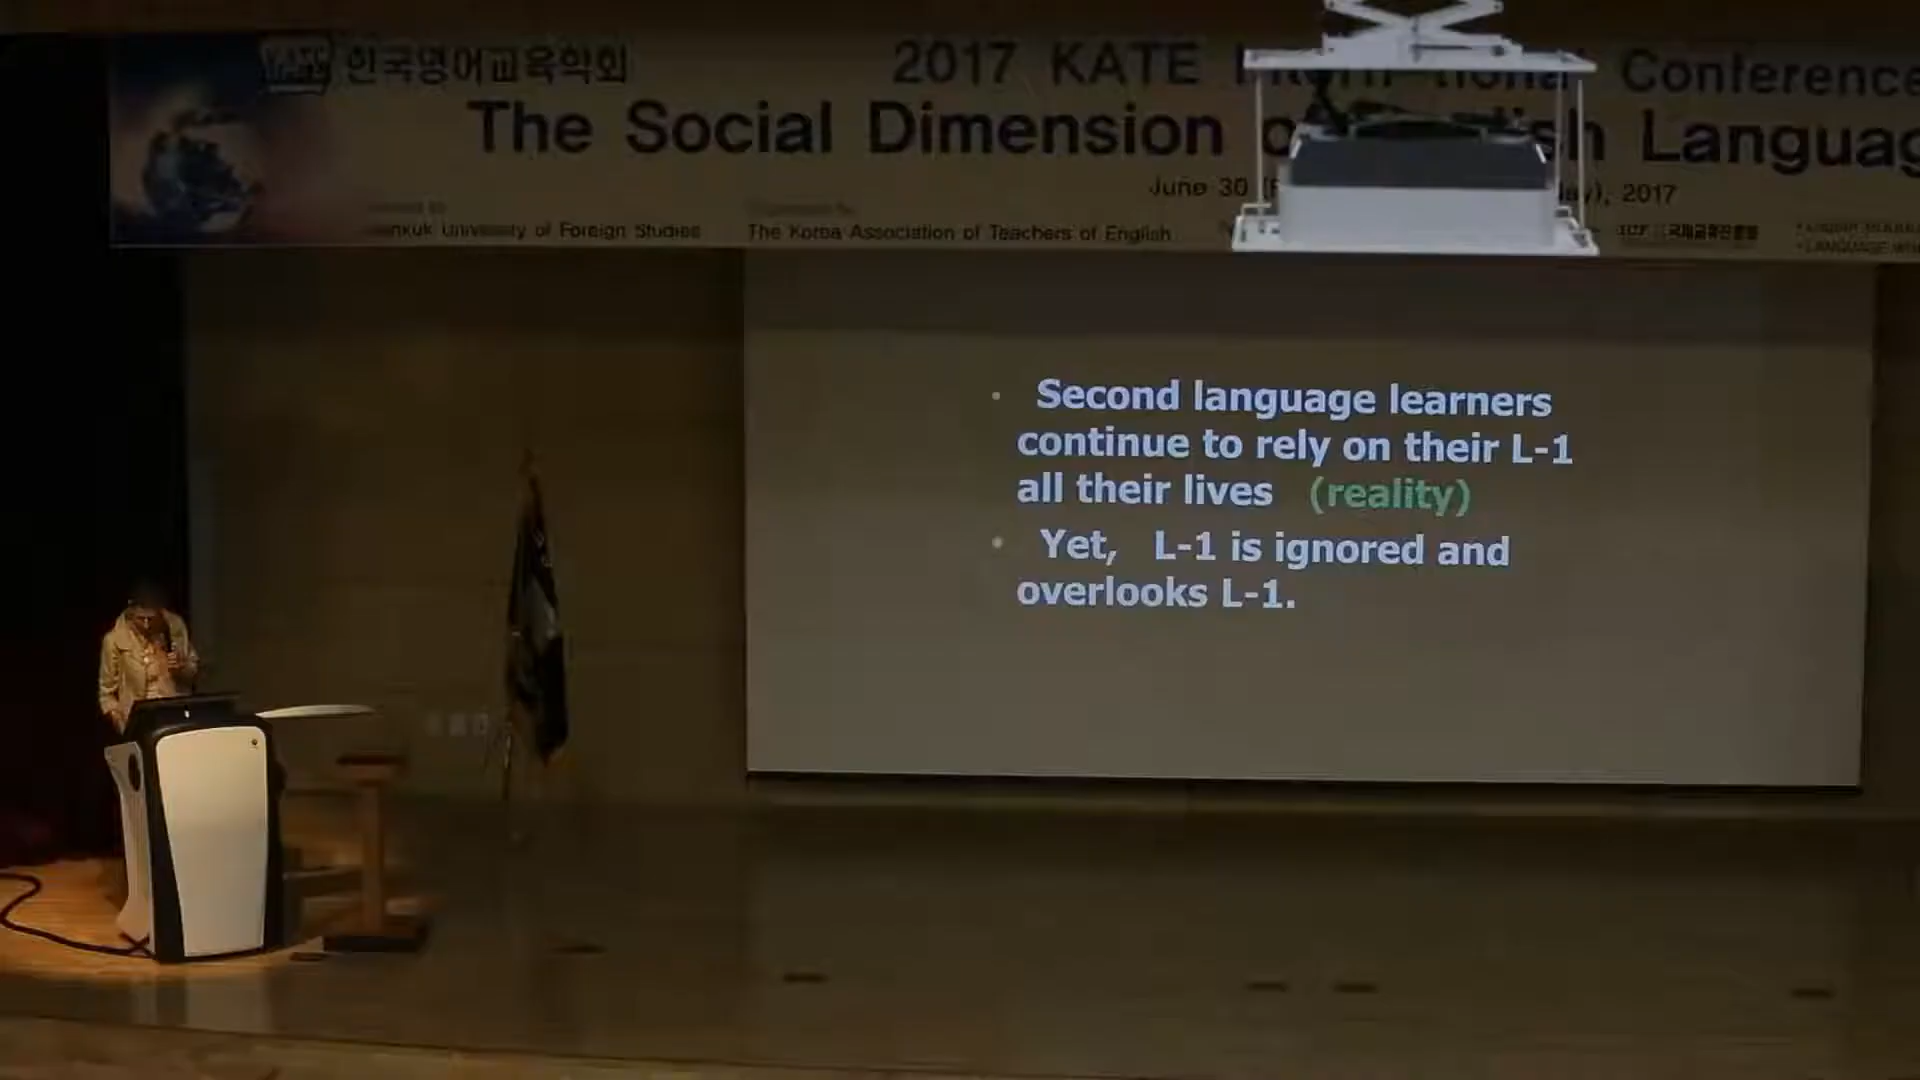 KATE 한국영어교육학회
2017 KATE Conference
The Social Dimension Language
June 30 2017
University of Foreign Studies The Korea Association of Teachers of English
• Second language learners
continue to rely on their L-1
all their lives (reality)
• Yet, L-1 is ignored and
overlooks L-1.